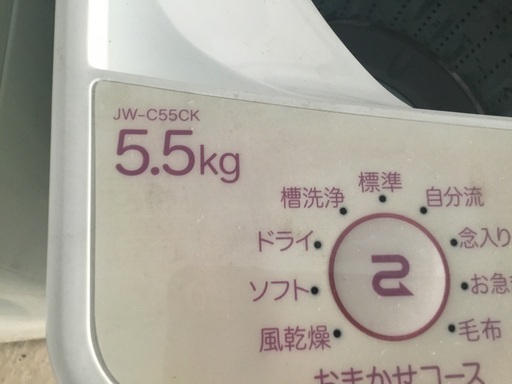 JW-C55CK
5.5kg
標準
槽洗浄
自分流
ドライ
念入り
ソフト
お急
風乾燥
毛布
おまかせコース